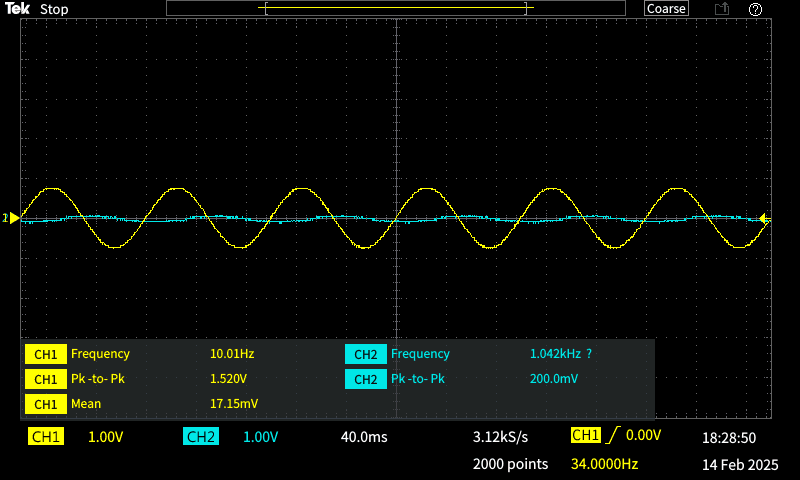 Tek Stop Coarse
CH1 Frequency 10.01Hz CH2 Frequency 1.042kHz ?
CH1 Pk -to- Pk 1.520V CH2 Pk -to- Pk 200.0mV
CH1 Mean 17.15mV
CH1 1.00V CH2 1.00V 40.0ms 3.12kS/s CH1 0.00V 18:28:50
2000 points 34.0000Hz 14 Feb 2025